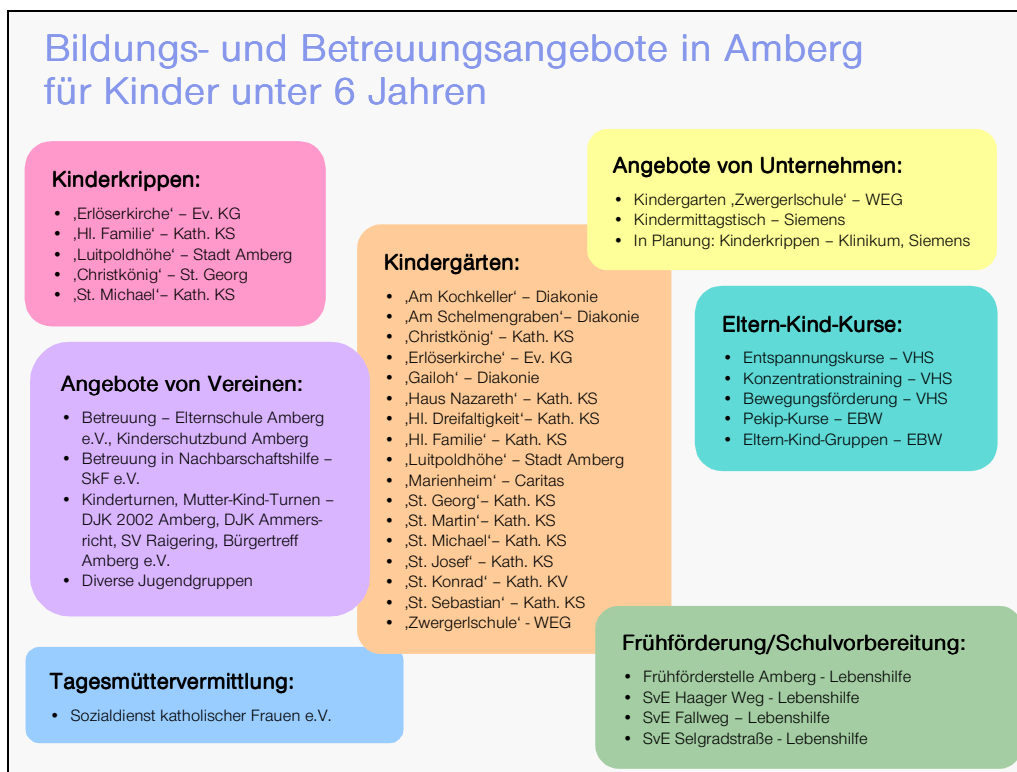 Bildungs- und Betreuungsangebote in Amberg
für Kinder unter 6 Jahren
Kinderkrippen:
• ‚Erlöserkirche‘ – Ev. KG
• ‚Hl. Familie‘ – Kath. KS
• ‚Luitpoldhöhe‘ – Stadt Amberg
• ‚Christkönig‘ – St. Georg
• ‚St. Michael‘– Kath. KS
Angebote von Vereinen:
• Betreuung – Elternschule Amberg
e.V., Kinderschutzbund Amberg
• Betreuung in Nachbarschaftshilfe –
SkF e.V.
• Kinderturnen, Mutter-Kind-Turnen –
DJK 2002 Amberg, DJK Ammers-
richt, SV Raigering, Bürgertreff
Amberg e.V.
• Diverse Jugendgruppen
Tagesmüttervermittlung:
• Sozialdienst katholischer Frauen e.V.
Kindergärten:
• ‚Am Kochkeller‘ – Diakonie
• ‚Am Schelmengraben‘– Diakonie
• ‚Christkönig‘ – Kath. KS
• ‚Erlöserkirche‘ – Ev. KG
• ‚Gailoh‘ – Diakonie
• ‚Haus Nazareth‘ – Kath. KS
• ‚Hl. Dreifaltigkeit‘– Kath. KS
• ‚Hl. Familie‘ – Kath. KS
• ‚Luitpoldhöhe‘ – Stadt Amberg
• ‚Marienheim‘ – Caritas
• ‚St. Georg‘– Kath. KS
• ‚St. Martin‘– Kath. KS
• ‚St. Michael‘– Kath. KS
• ‚St. Josef‘ – Kath. KS
• ‚St. Konrad‘ – Kath. KV
• ‚St. Sebastian‘ – Kath. KS
• ‚Zwergerlschule‘ - WEG
Angebote von Unternehmen:
• Kindergarten ‚Zwergerlschule‘ – WEG
• Kindermittagstisch – Siemens
• In Planung: Kinderkrippen – Klinikum, Siemens
Eltern-Kind-Kurse:
• Entspannungskurse – VHS
• Konzentrationstraining – VHS
• Bewegungsförderung – VHS
• Pekip-Kurse – EBW
• Eltern-Kind-Gruppen – EBW
Frühförderung/Schulvorbereitung:
• Frühförderstelle Amberg - Lebenshilfe
• SvE Haager Weg - Lebenshilfe
• SvE Fallweg – Lebenshilfe
• SvE Selgradstraße - Lebenshilfe